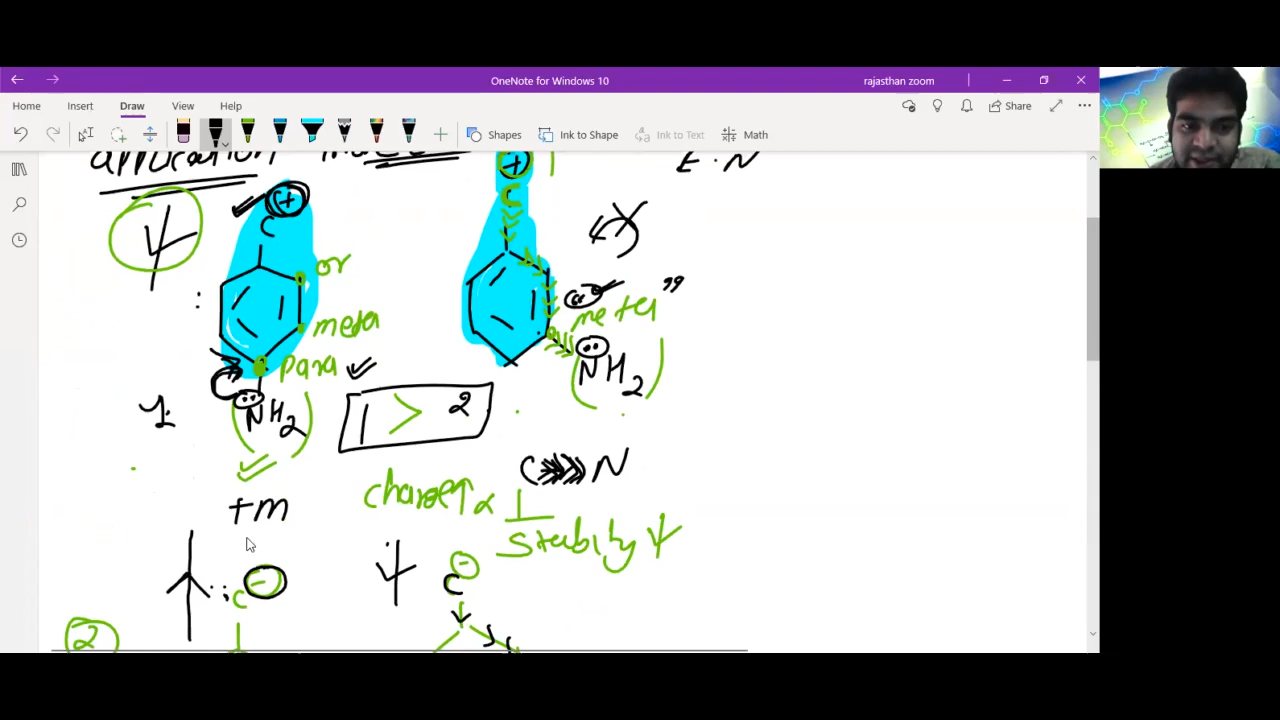 OneNote for Windows 10
rajasthan zoom
Home Insert Draw View Help
Share
Shapes
Ink to Shape
Ink to Text
Math
application
E.N
+
C
+
C
or
meta
para
meta
"
NH2
NH2
1.
1 > 2
C N
+m
charge↑ ∝ 1
stability ↓
C -
C -
2